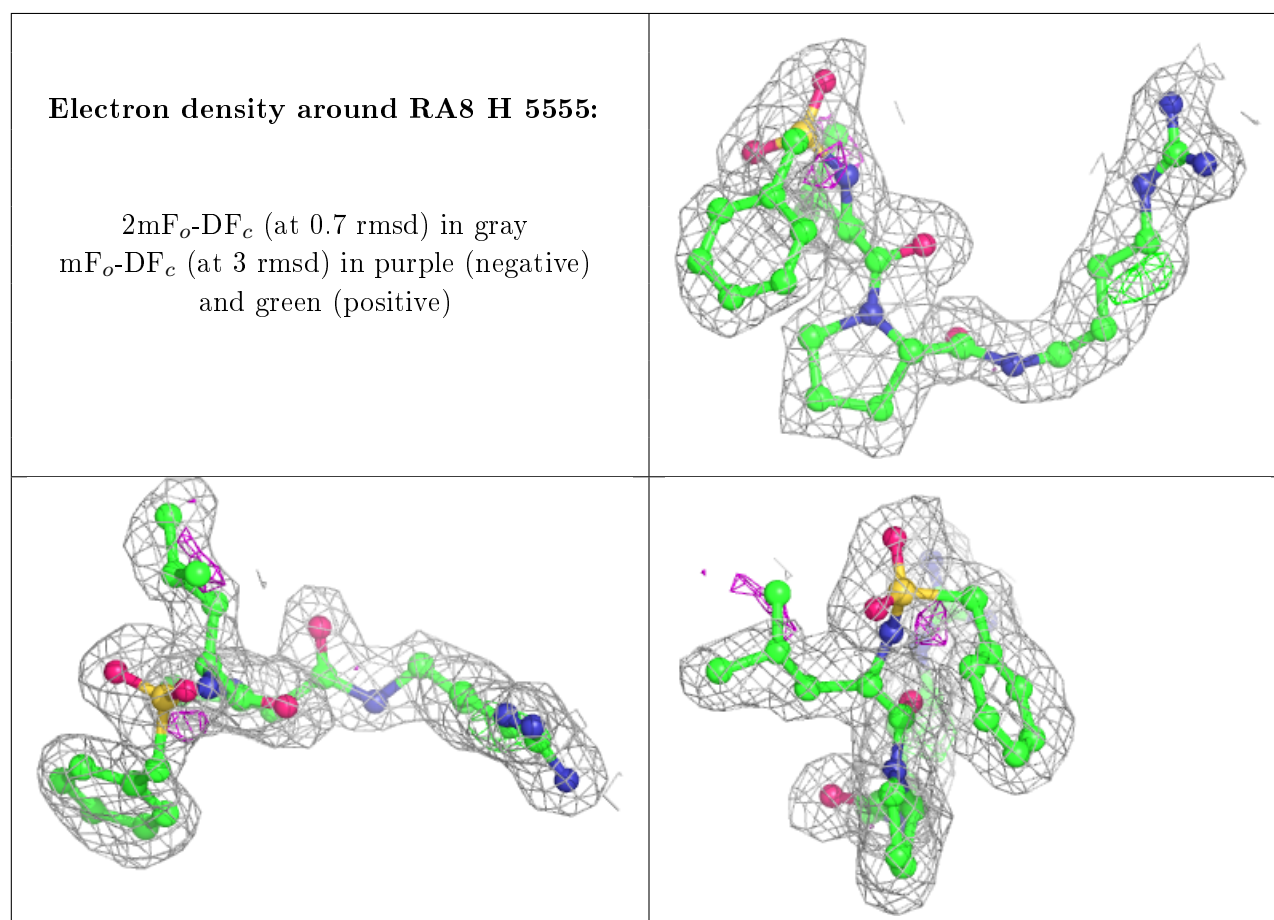 Electron density around RA8 H 5555:
2mFₒ-DF𝒸 (at 0.7 rmsd) in gray
mFₒ-DF𝒸 (at 3 rmsd) in purple (negative)
and green (positive)